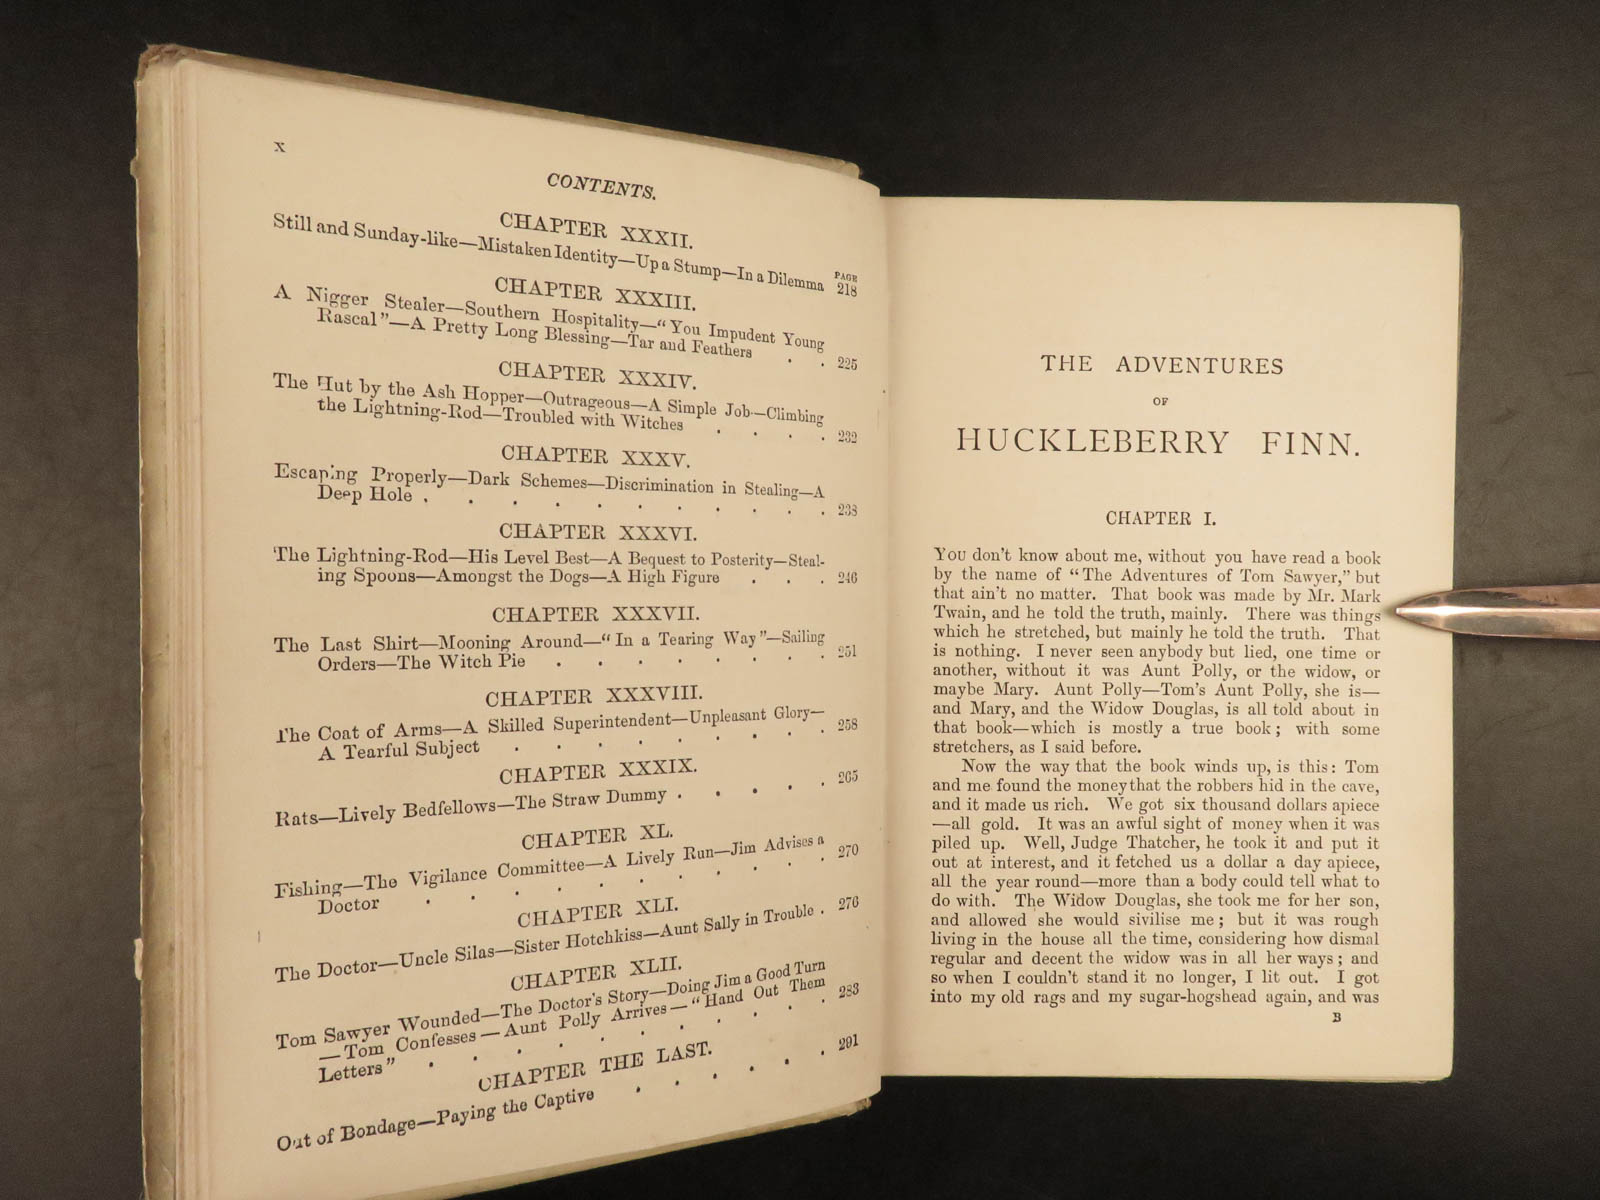 x
CONTENTS.
CHAPTER XXXII.
PAGE
Still and Sunday-like—Mistaken Identity—Up a Stump—In a Dilemma 218
CHAPTER XXXIII.
A Nigger Stealer—Southern Hospitality—“You Impudent Young
Rascal”—A Pretty Long Blessing—Tar and Feathers . . 225
CHAPTER XXXIV.
The Hut by the Ash Hopper—Outrageous—A Simple Job—Climbing
the Lightning-Rod—Troubled with Witches . . . . 232
CHAPTER XXXV.
Escaping Properly—Dark Schemes—Discrimination in Stealing—A
Deep Hole . . . . . . . . . . 238
CHAPTER XXXVI.
The Lightning-Rod—His Level Best—A Bequest to Posterity—Steal-
ing Spoons—Amongst the Dogs—A High Figure . . . 246
CHAPTER XXXVII.
The Last Shirt—Mooning Around—“In a Tearing Way”—Sailing
Orders—The Witch Pie . . . . . . . 251
CHAPTER XXXVIII.
The Coat of Arms—A Skilled Superintendent—Unpleasant Glory—
A Tearful Subject . . . . . . . . 258
CHAPTER XXXIX.
Rats—Lively Bedfellows—The Straw Dummy . . . . . 265
CHAPTER XL.
Fishing—The Vigilance Committee—A Lively Run—Jim Advises a
Doctor . . . . . . . . . . 270
CHAPTER XLI.
The Doctor—Uncle Silas—Sister Hotchkiss—Aunt Sally in Trouble . 276
CHAPTER XLII.
Tom Sawyer Wounded—The Doctor's Story—Doing Jim a Good Turn
—Tom Confesses—Aunt Polly Arrives—“Hand Out Them
Letters” . . . . . . . . . . 283
CHAPTER THE LAST.
Out of Bondage—Paying the Captive . . . . . . 291
THE ADVENTURES
OF
HUCKLEBERRY FINN.
CHAPTER I.
You don't know about me, without you have read a book
by the name of “The Adventures of Tom Sawyer,” but
that ain't no matter. That book was made by Mr. Mark
Twain, and he told the truth, mainly. There was things
which he stretched, but mainly he told the truth. That
is nothing. I never seen anybody but lied, one time or
another, without it was Aunt Polly, or the widow, or
maybe Mary. Aunt Polly—Tom's Aunt Polly, she is—
and Mary, and the Widow Douglas, is all told about in
that book—which is mostly a true book; with some
stretchers, as I said before.
Now the way that the book winds up, is this: Tom
and me found the money that the robbers hid in the cave,
and it made us rich. We got six thousand dollars apiece
—all gold. It was an awful sight of money when it was
piled up. Well, Judge Thatcher, he took it and put it
out at interest, and it fetched us a dollar a day apiece,
all the year round—more than a body could tell what to
do with. The Widow Douglas, she took me for her son,
and allowed she would sivilise me; but it was rough
living in the house all the time, considering how dismal
regular and decent the widow was in all her ways; and
so when I couldn't stand it no longer, I lit out. I got
into my old rags and my sugar-hogshead again, and was
B